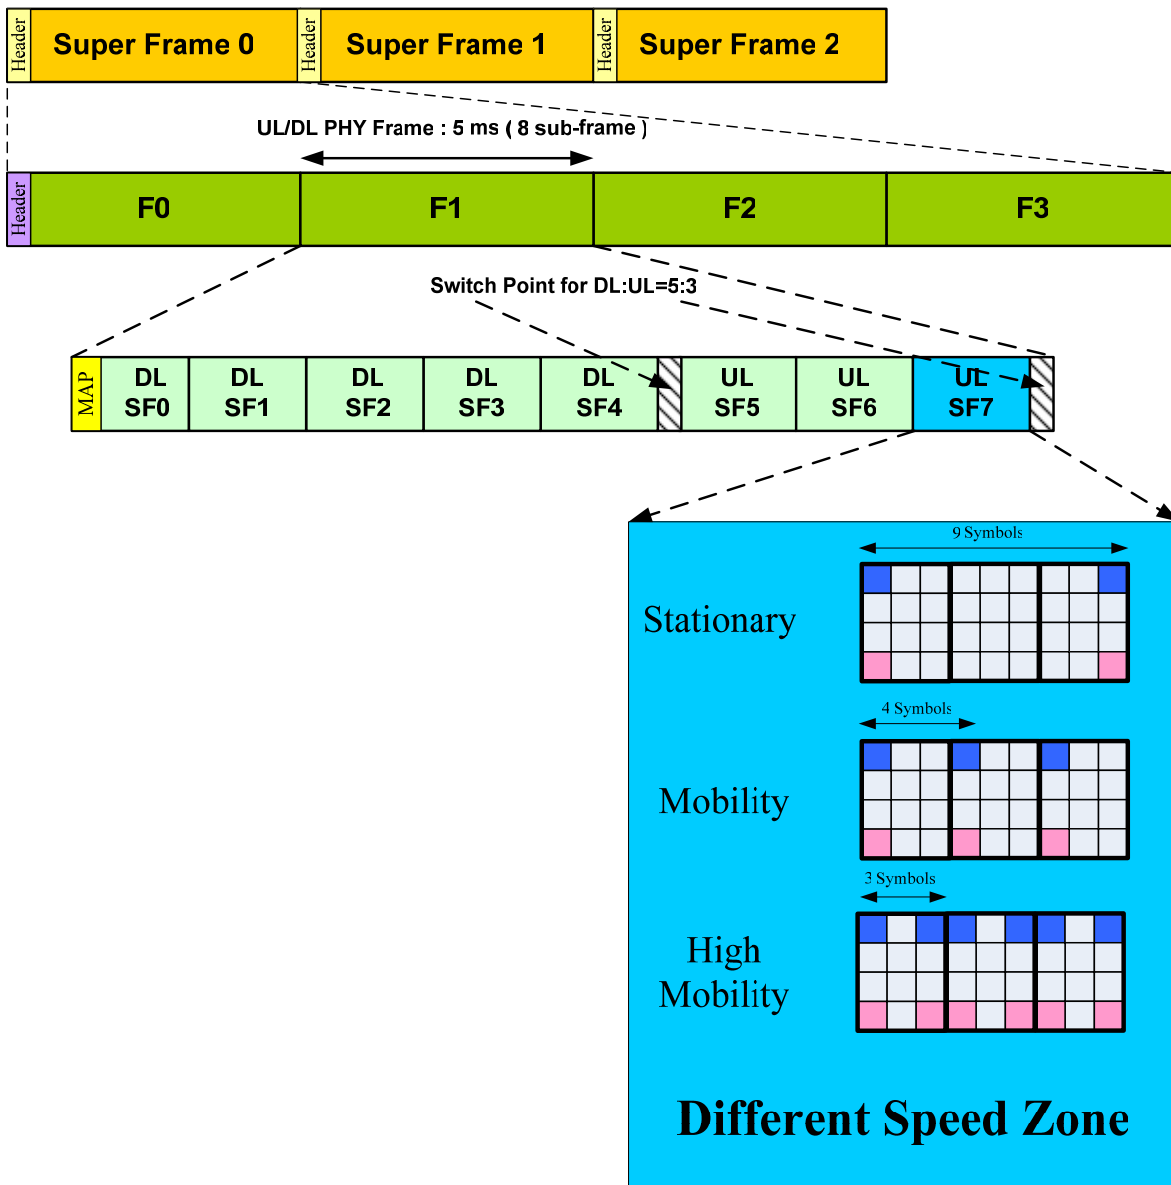 Header
Super Frame 0
Header
Super Frame 1
Header
Super Frame 2
UL/DL PHY Frame : 5 ms ( 8 sub-frame )
Header
F0
F1
F2
F3
Switch Point for DL:UL=5:3
MAP
DL
SF0
DL
SF1
DL
SF2
DL
SF3
DL
SF4
UL
SF5
UL
SF6
UL
SF7
9 Symbols
Stationary
4 Symbols
Mobility
3 Symbols
High
Mobility
Different Speed Zone